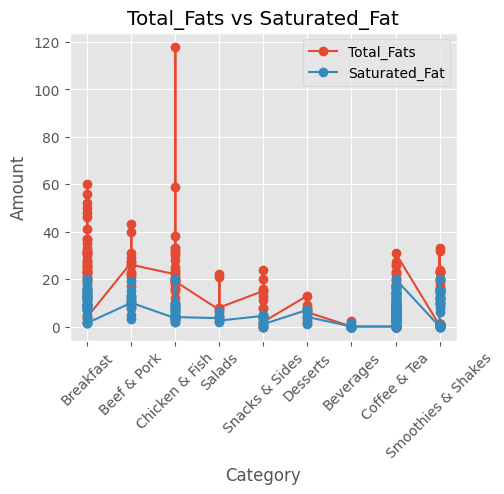 Total_Fats vs Saturated_Fat
Total_Fats
Saturated_Fat
Amount
120
100
80
60
40
20
0
Breakfast
Beef & Pork
Chicken & Fish
Salads
Snacks & Sides
Desserts
Beverages
Coffee & Tea
Smoothies & Shakes
Category